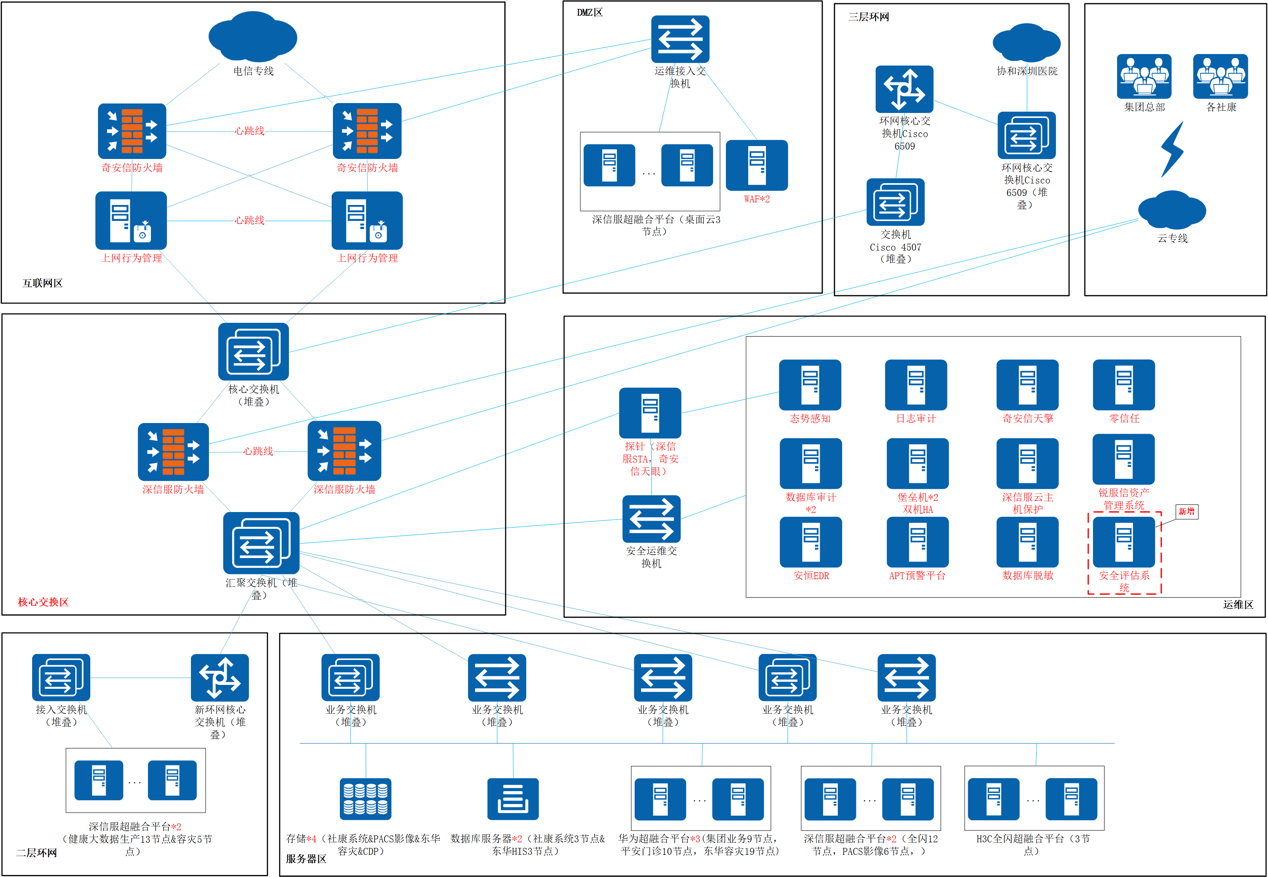 电信专线
奇安信防火墙
心跳线
奇安信防火墙
上网行为管理
心跳线
上网行为管理
互联网区
DMZ区
运维接入交
换机
...
深信服超融合平台（桌面云3
节点）
WAF*2
三层环网
协和深圳医院
环网核心交
换机Cisco
6509
环网核心交
换机Cisco
6509（堆
叠）
交换机
Cisco 4507
（堆叠）
集团总部
各社康
云专线
核心交换机
（堆叠）
深信服防火墙
心跳线
深信服防火墙
汇聚交换机（堆
叠）
核心交换区
探针（深信
服STA，奇安
信天眼）
安全运维交
换机
态势感知
日志审计
奇安信天擎
零信任
数据库审计
*2
堡垒机*2
双机HA
深信服云主
机保护
锐服信资产
管理系统
新增
安恒EDR
APT预警平台
数据库脱敏
安全评估系
统
运维区
接入交换机
（堆叠）
新环网核心
交换机（堆
叠）
...
深信服超融合平台*2
（健康大数据生产13节点&容灾5节
点）
二层环网
业务交换机
（堆叠）
业务交换机
（堆叠）
业务交换机
（堆叠）
业务交换机
（堆叠）
业务交换机
（堆叠）
...
...
...
存储*4（社康系统&PACS影像&东华
容灾&CDP）
数据库服务器*2（社康系统3节点&
东华HIS3节点）
华为超融合平台*3(集团业务9节点，
平安门诊10节点，东华容灾19节点)
深信服超融合平台*2（全闪12
节点，PACS影像6节点，）
H3C全闪超融合平台（3节
点）
服务器区